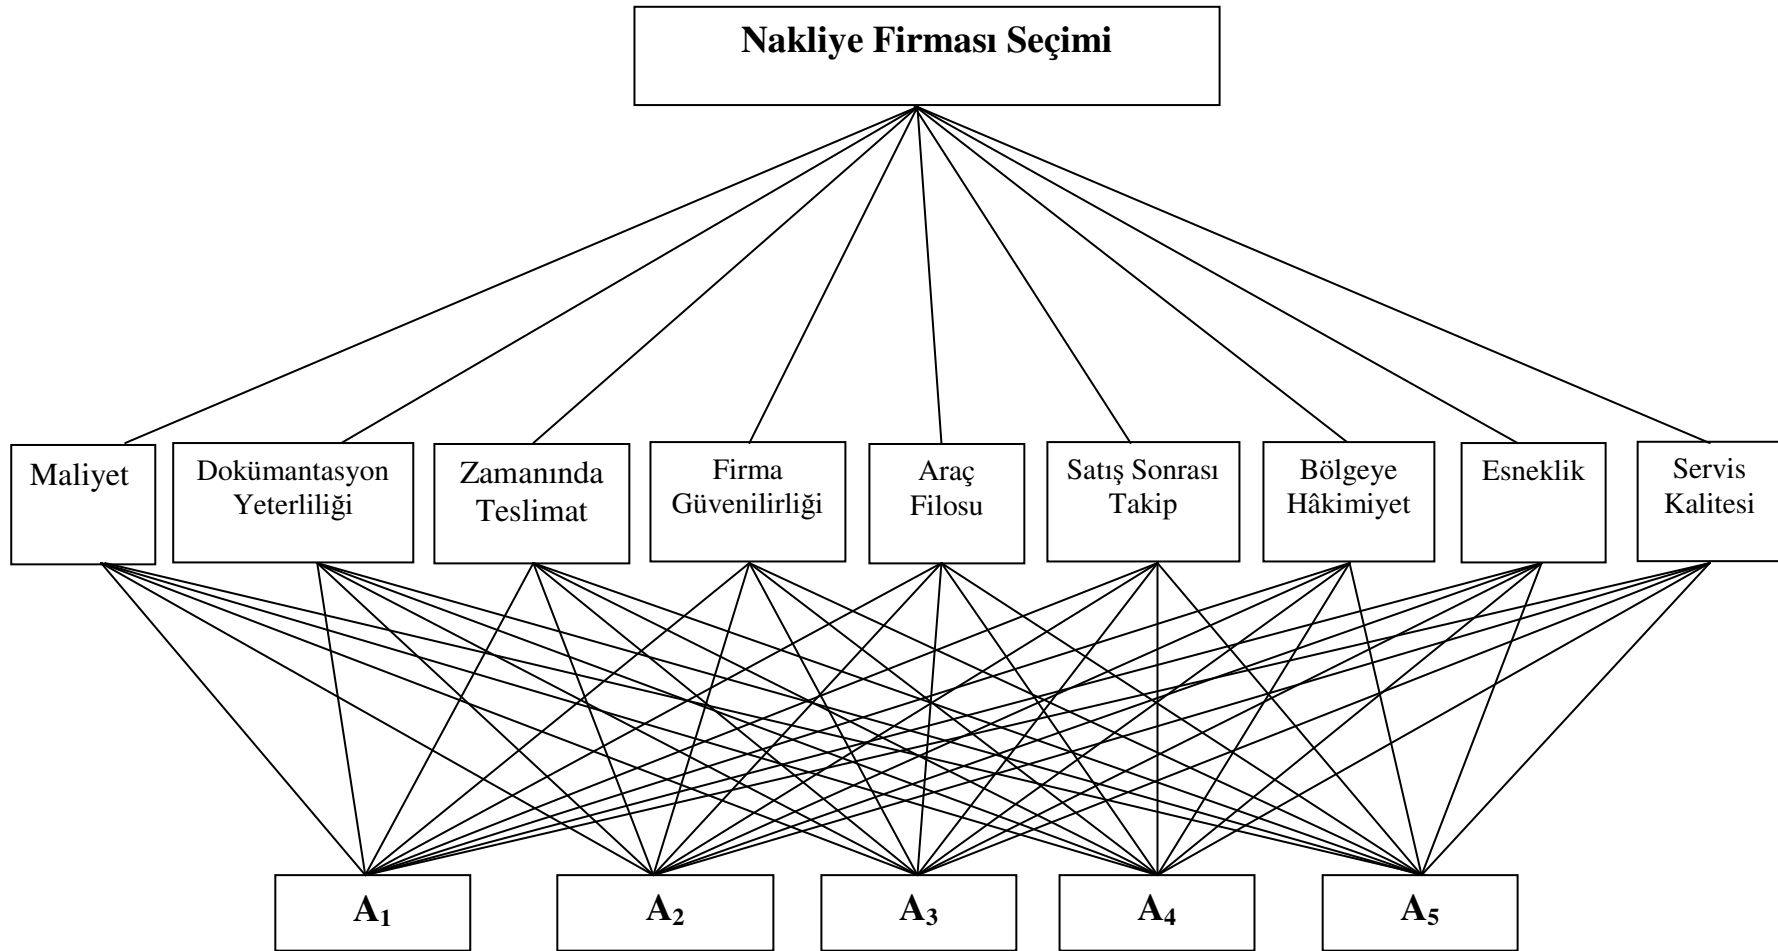 Nakliye Firması Seçimi
Maliyet
Dokümantasyon
Yeterliliği
Zamanında
Teslimat
Firma
Güvenilirliği
Araç
Filosu
Satış Sonrası
Takip
Bölgeye
Hâkimiyet
Esneklik
Servis
Kalitesi
A₁
A₂
A₃
A₄
A₅